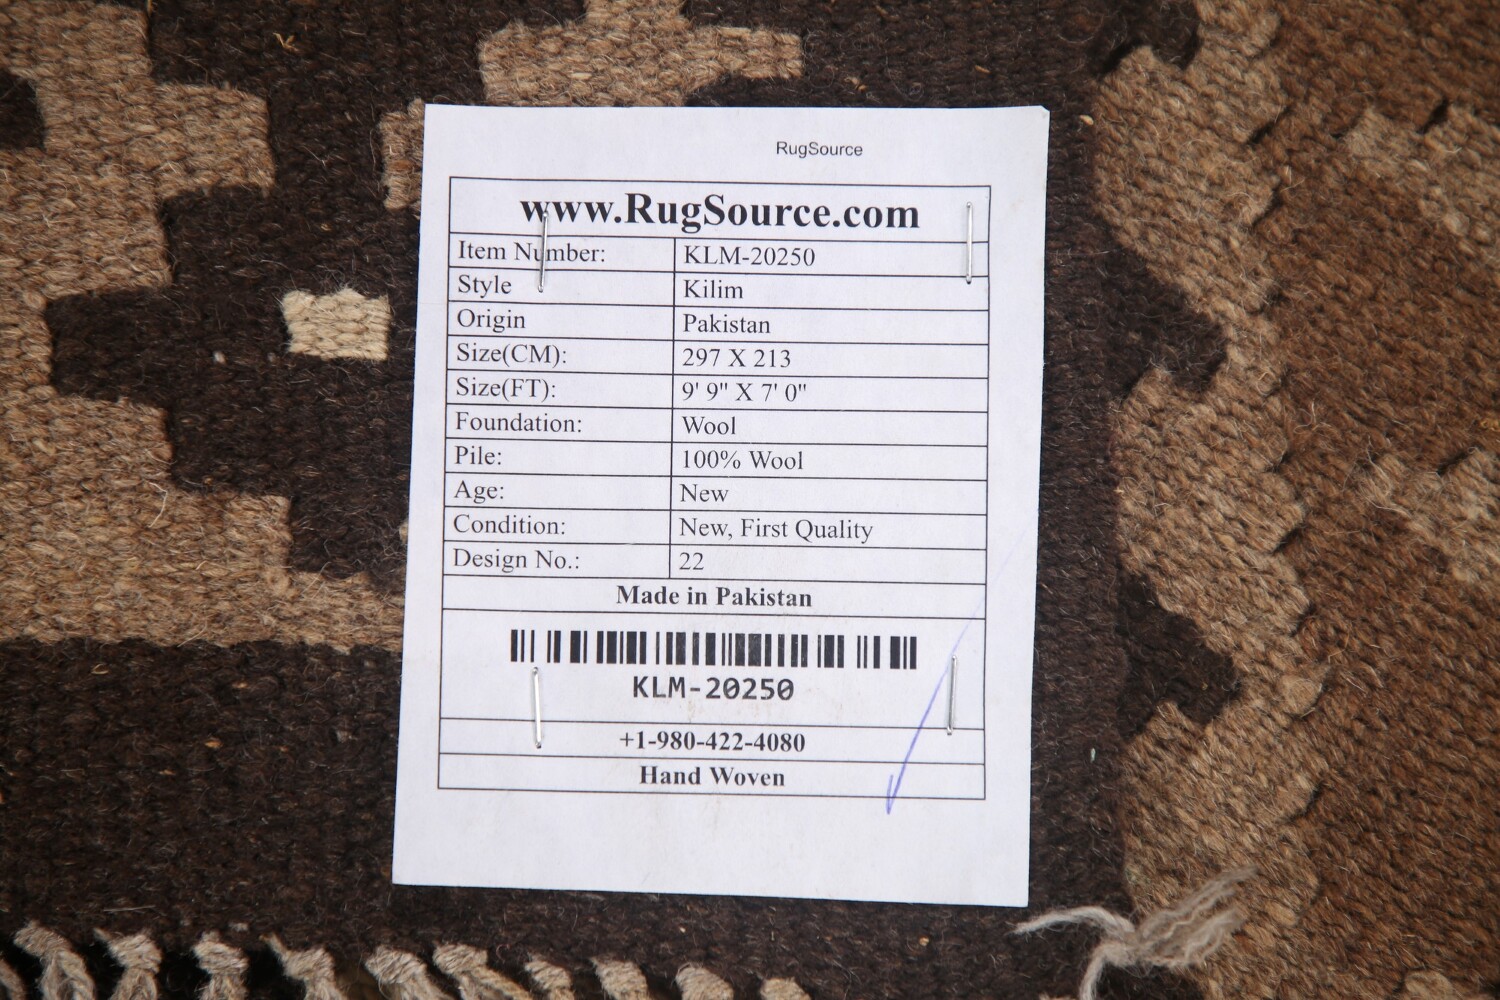 RugSource
www.RugSource.com
Item Number: KLM-20250
Style Kilim
Origin Pakistan
Size(CM): 297 X 213
Size(FT): 9' 9" X 7' 0"
Foundation: Wool
Pile: 100% Wool
Age: New
Condition: New, First Quality
Design No.: 22
Made in Pakistan
KLM-20250
+1-980-422-4080
Hand Woven